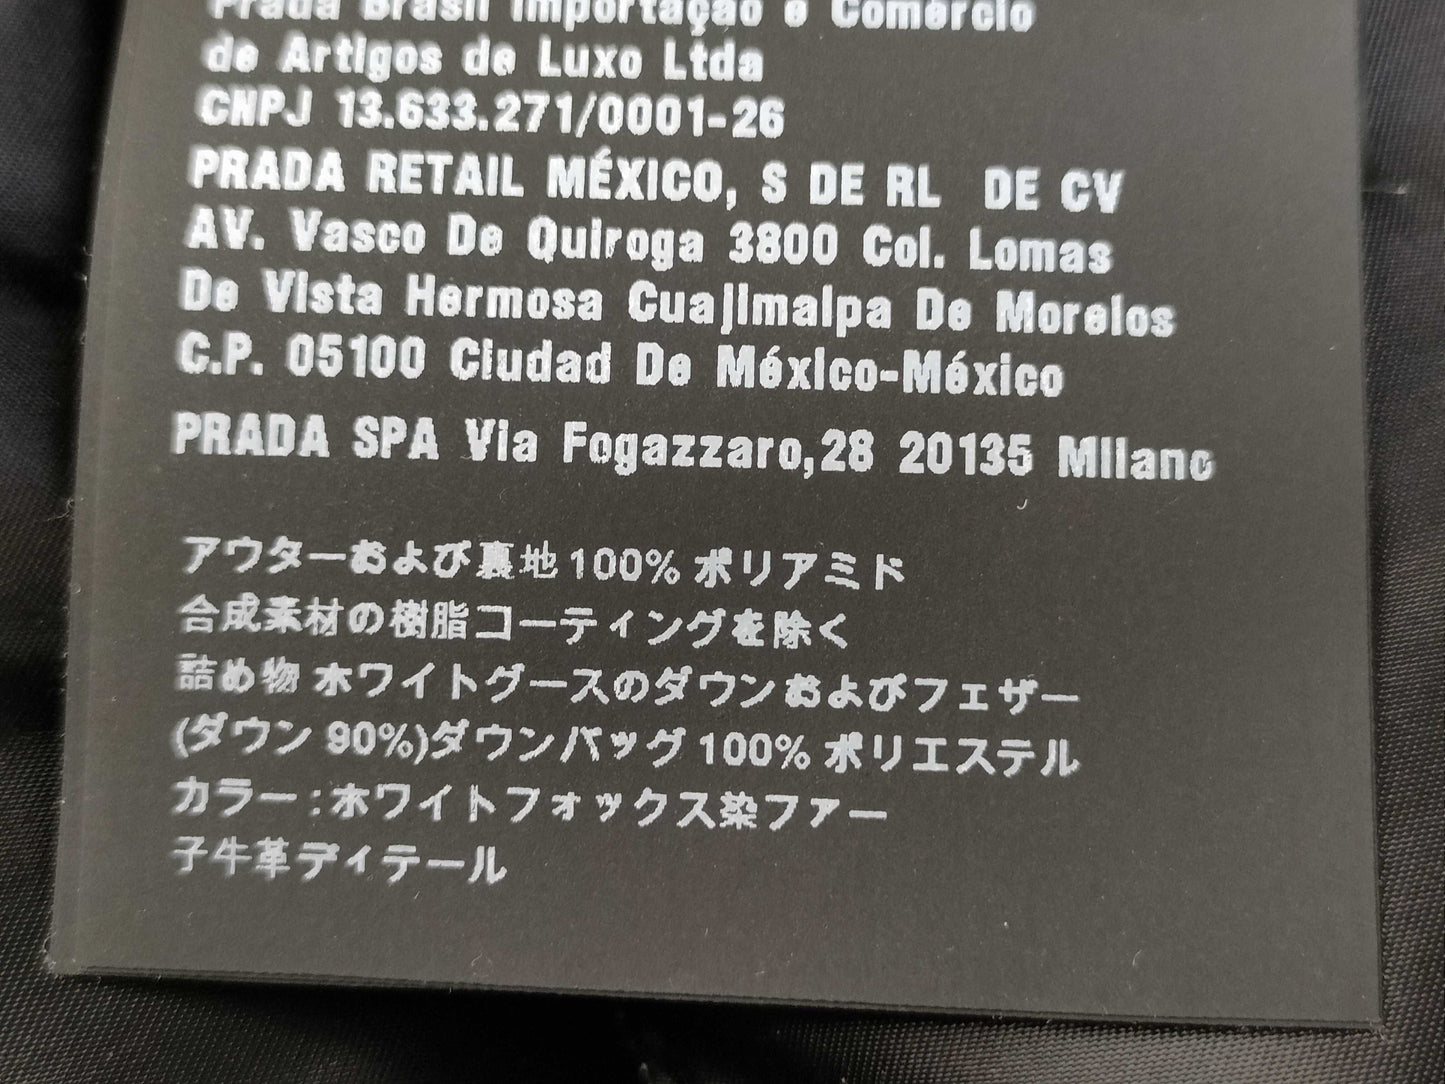 Prada Brasil Importação e Comércio
de Artigos de Luxo Ltda
CNPJ 13.633.271/0001-26
PRADA RETAIL MÉXICO, S DE RL DE CV
AV. Vasco De Quiroga 3800 Col. Lomas
De Vista Hermosa Cuajimalpa De Morelos
C.P. 05100 Ciudad De México-México
PRADA SPA Via Fogazzaro,28 20135 Milano
アウターおよび裏地100% ポリアミド
合成素材の樹脂コーティングを除く
詰め物 ホワイトグースのダウンおよびフェザー
(ダウン 90%)ダウンバッグ100% ポリエステル
カラー:ホワイトフォックス染ファー
子牛革ディテール